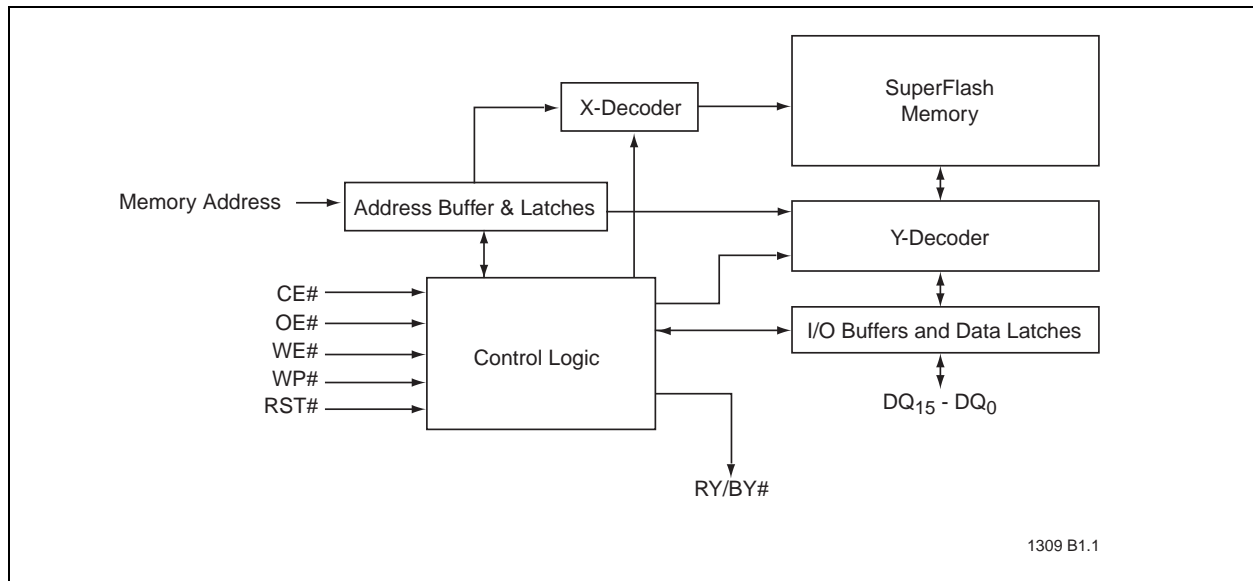 SuperFlash
Memory
X-Decoder
Memory Address
Address Buffer & Latches
Y-Decoder
CE#
OE#
WE#
WP#
RST#
Control Logic
I/O Buffers and Data Latches
DQ15 - DQ0
RY/BY#
1309 B1.1